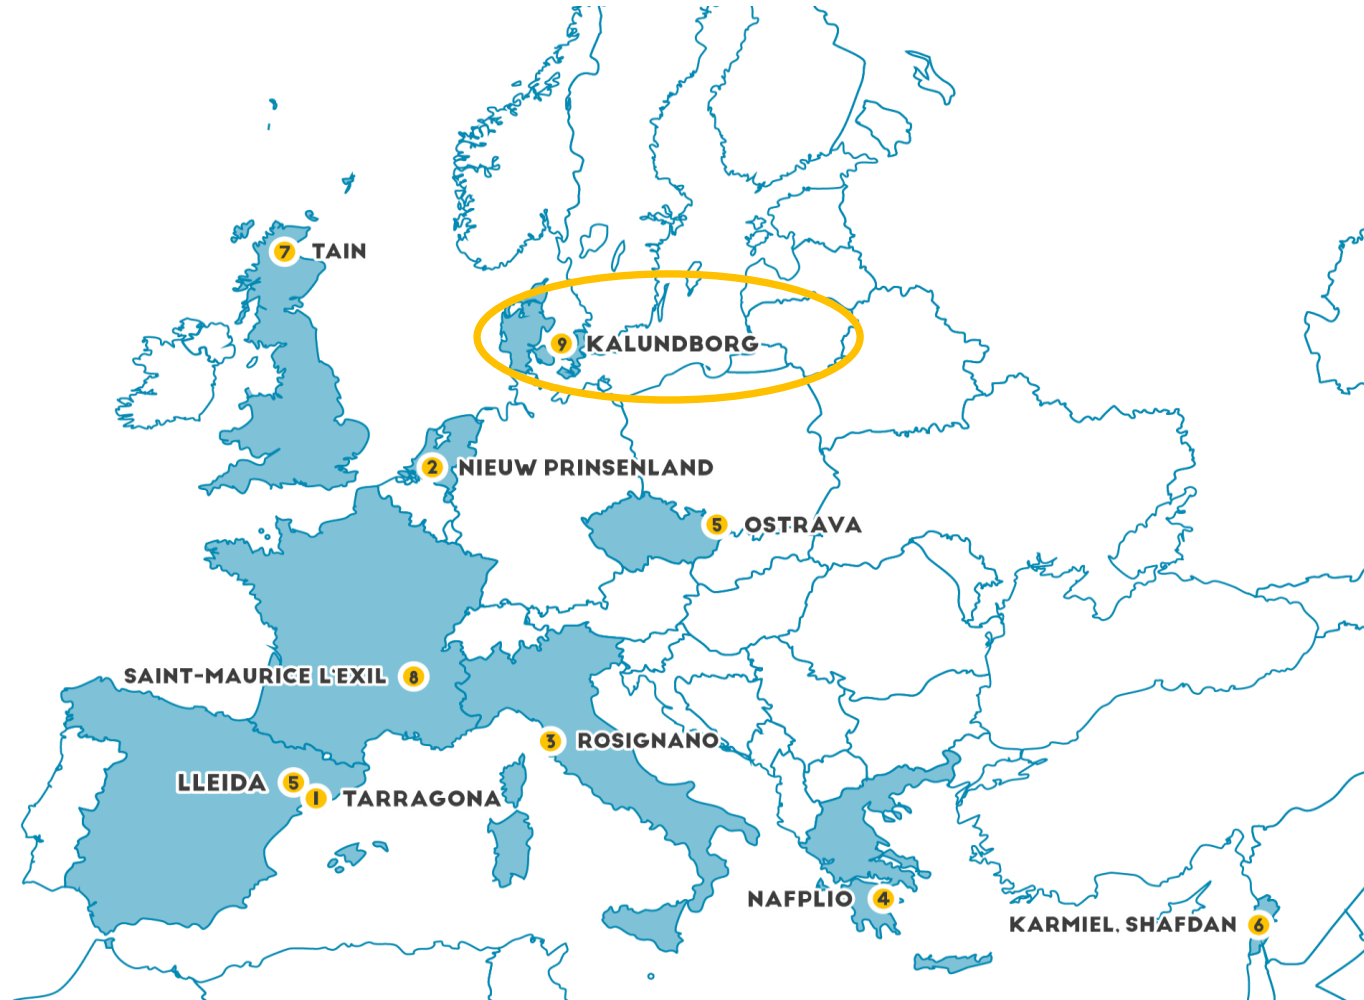 7 TAIN
9 KALUNDBORG
2 NIEUW PRINSENLAND
5 OSTRAVA
SAINT-MAURICE L'EXIL 8
3 ROSIGNANO
LLEIDA 5
1 TARRAGONA
NAFPLIO 4
KARMIEL. SHAFDAN 6